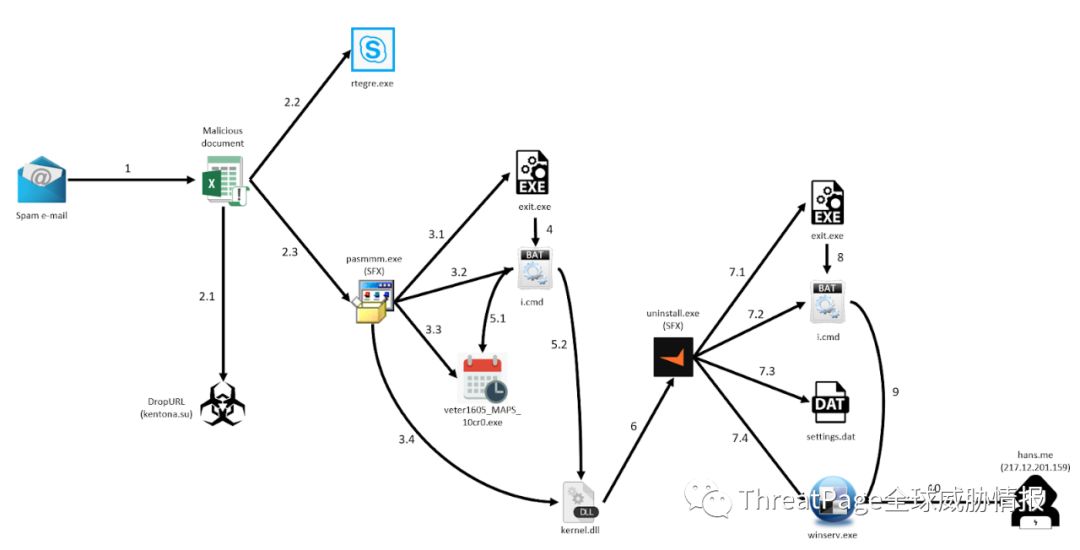 1
Spam e-mail
Malicious
document
2.2
rtegre.exe
2.1
DropURL
(kentona.su)
2.3
pasmmm.exe
(SFX)
3.1
EXE
exit.exe
4
3.2
BAT
i.cmd
3.3
5.1
veter1605_MAPS_
10cr0.exe
5.2
3.4
DLL
kernel.dll
6
uninstall.exe
(SFX)
7.1
EXE
exit.exe
8
7.2
BAT
i.cmd
7.3
DAT
settings.dat
7.4
9
winserv.exe
hans.me
(217.12.201.159)
ThreatPage全球威胁情报